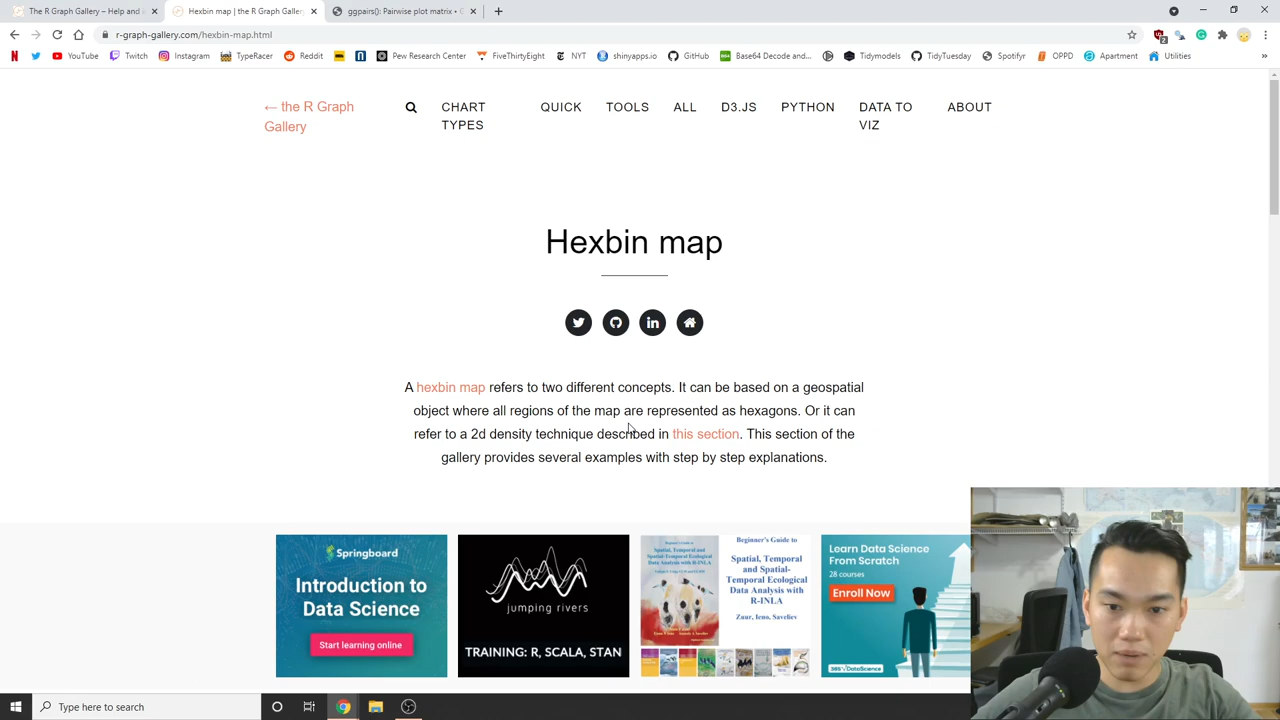 The R Graph Gallery – Help and i
Hexbin map | the R Graph Galler
ggpairs(): Pairwise plot matrix •
r-graph-gallery.com/hexbin-map.html
YouTube
Twitch
Instagram
TypeRacer
Reddit
Pew Research Center
FiveThirtyEight
NYT
shinyapps.io
GitHub
Base64 Decode and...
Tidymodels
TidyTuesday
Spotifyr
OPPD
Apartment
Utilities
← the R Graph
Gallery
CHART
TYPES
QUICK
TOOLS
ALL
D3.JS
PYTHON
DATA TO
VIZ
ABOUT
Hexbin map
A hexbin map refers to two different concepts. It can be based on a geospatial
object where all regions of the map are represented as hexagons. Or it can
refer to a 2d density technique described in this section. This section of the
gallery provides several examples with step by step explanations.
Springboard
Introduction to
Data Science
Start learning online
jumping rivers
TRAINING: R, SCALA, STAN
Beginner's Guide to
Spatial, Temporal
and Spatial-
Temporal Ecological
Data Analysis with
R-INLA
Zuur, Ieno, Saveliev
Learn Data Science
From Scratch
28 courses
Enroll Now
365 DataScience
Type here to search